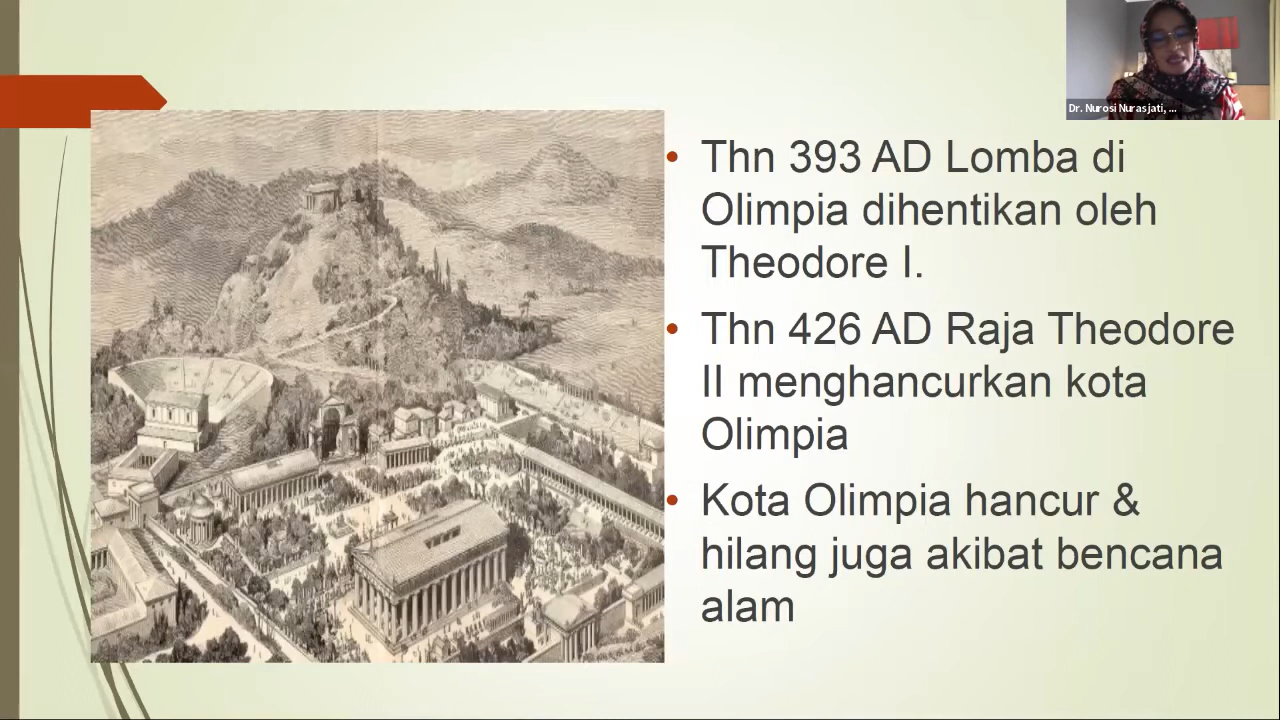 Dr. Nurosi Nurasjati, ...
Thn 393 AD Lomba di
Olimpia dihentikan oleh
Theodore I.
Thn 426 AD Raja Theodore
II menghancurkan kota
Olimpia
Kota Olimpia hancur &
hilang juga akibat bencana
alam